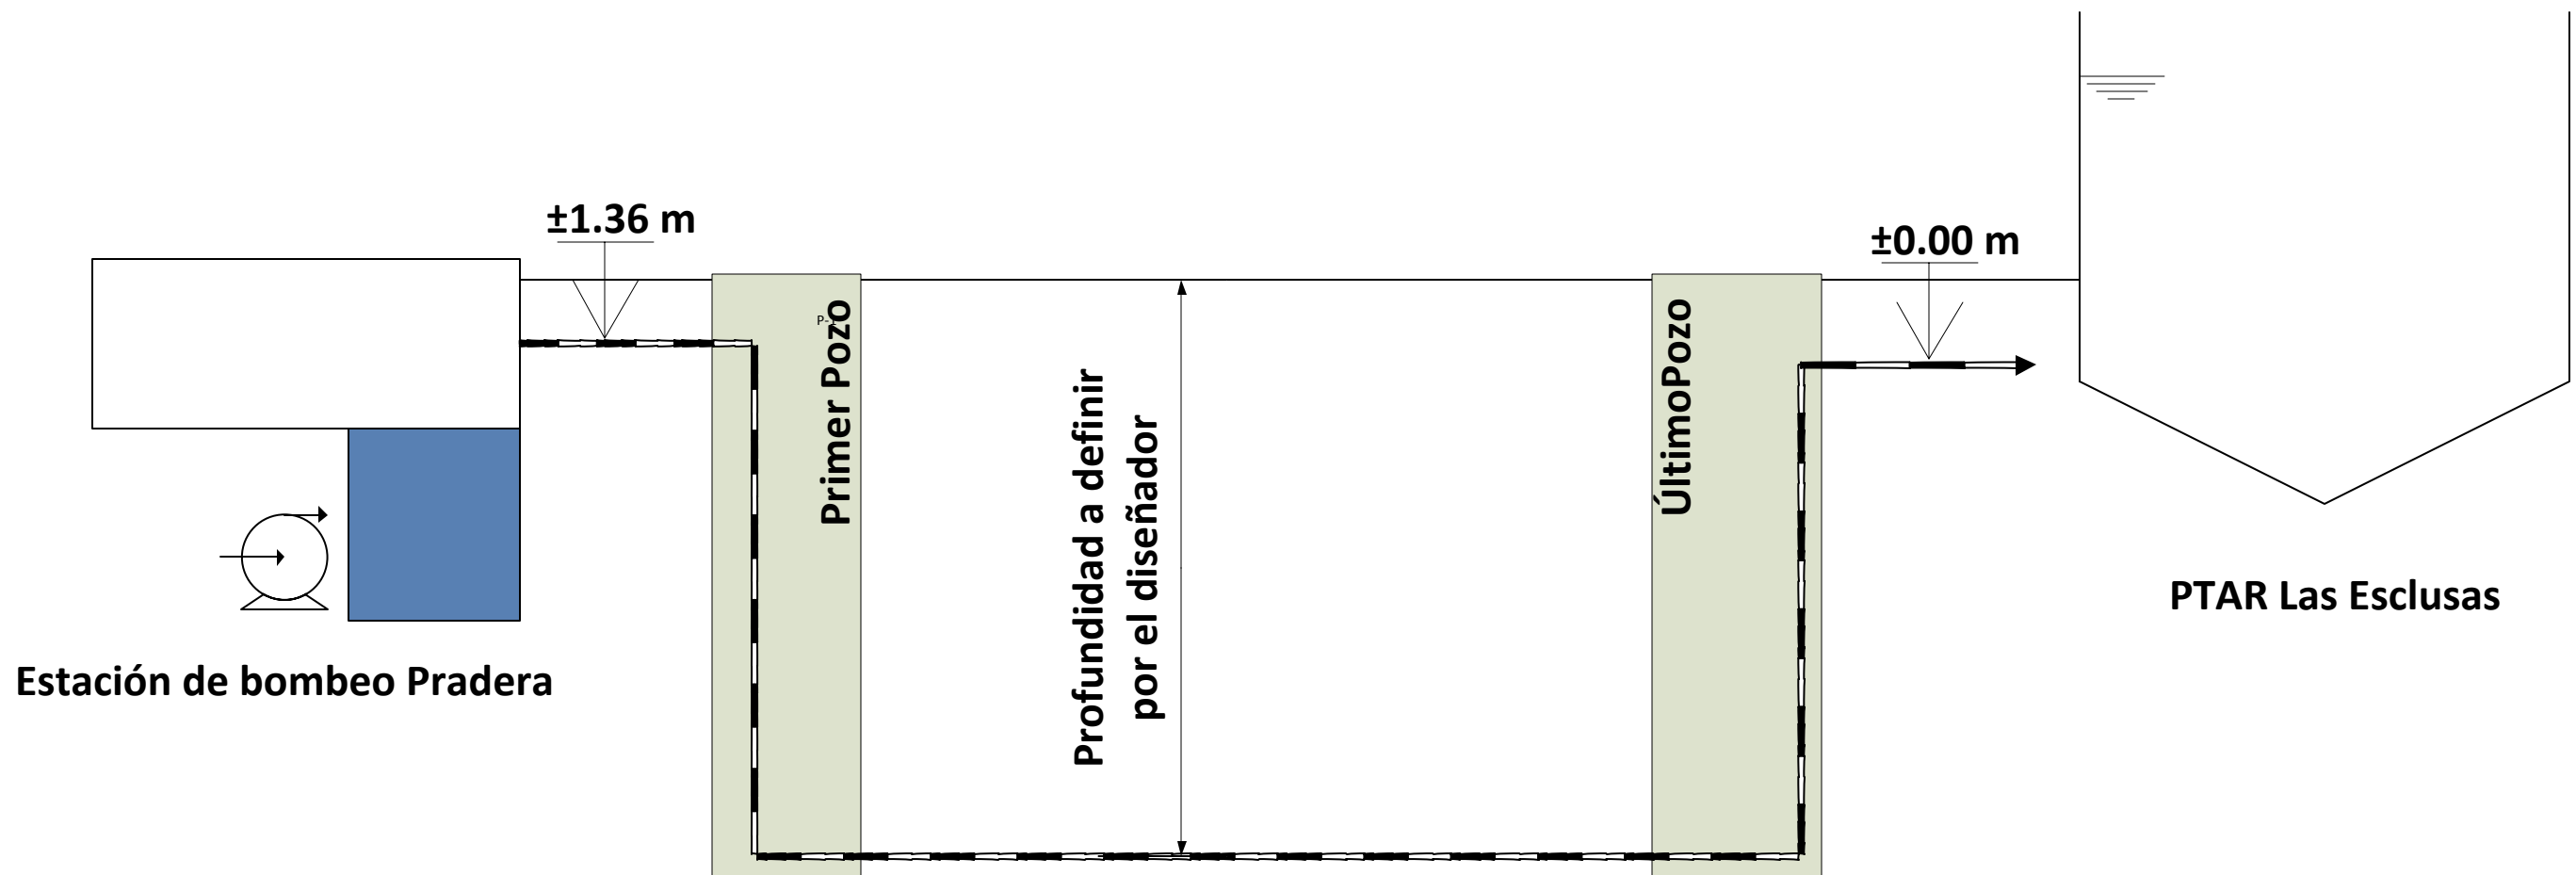 ±1.36 m
±0.00 m
P-1
Primer Pozo
ÚltimoPozo
Profundidad a definir
por el diseñador
PTAR Las Esclusas
Estación de bombeo Pradera